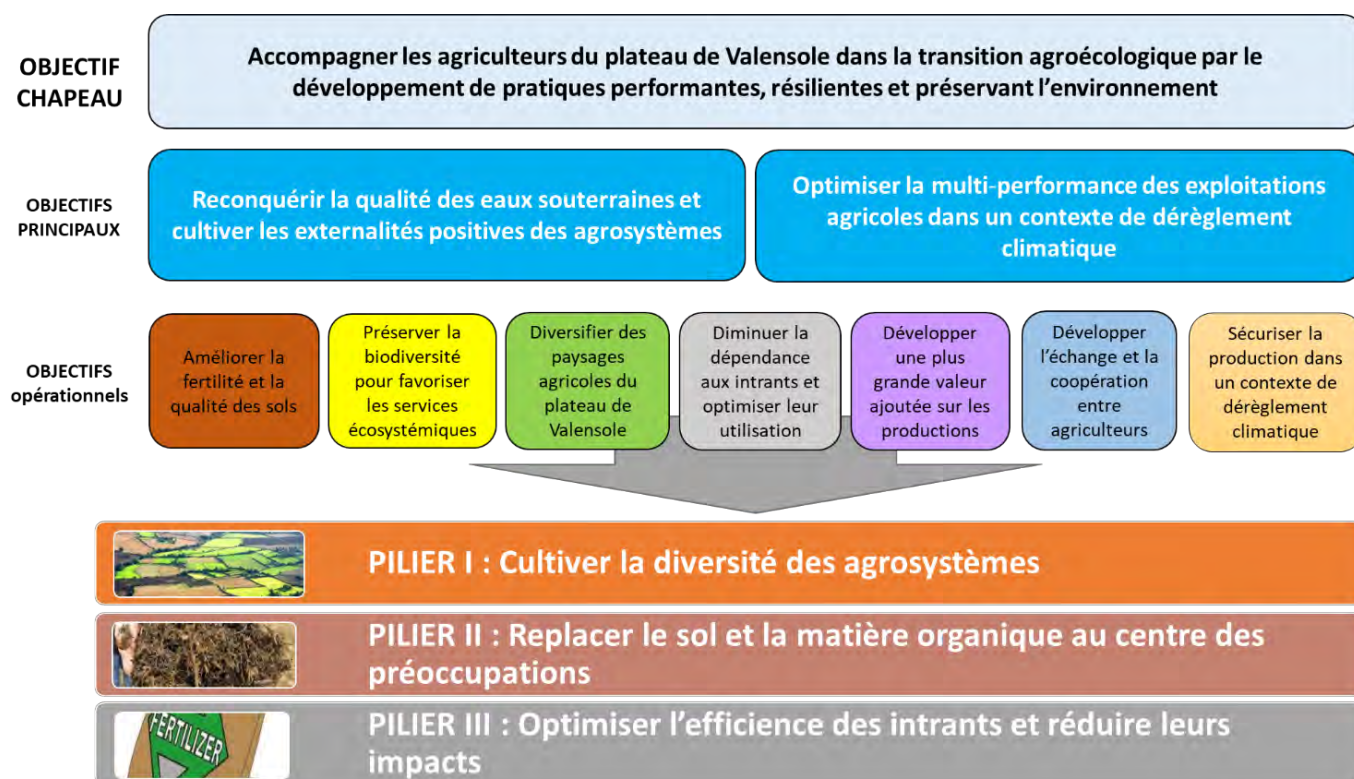 OBJECTIF
CHAPEAU
Accompagner les agriculteurs du plateau de Valensole dans la transition agroécologique par le
développement de pratiques performantes, résilientes et préservant l’environnement
OBJECTIFS
PRINCIPAUX
Reconquérir la qualité des eaux souterraines et
cultiver les externalités positives des agrosystèmes
Optimiser la multi-performance des exploitations
agricoles dans un contexte de dérèglement
climatique
OBJECTIFS
opérationnels
Améliorer la
fertilité et la
qualité des sols
Préserver la
biodiversité
pour favoriser
les services
écosystémiques
Diversifier des
paysages
agricoles du
plateau de
Valensole
Diminuer la
dépendance
aux intrants et
optimiser leur
utilisation
Développer
une plus
grande valeur
ajoutée sur les
productions
Développer
l’échange et la
coopération
entre
agriculteurs
Sécuriser la
production dans
un contexte de
dérèglement
climatique
PILIER I : Cultiver la diversité des agrosystèmes
PILIER II : Replacer le sol et la matière organique au centre des
préoccupations
FERTILIZER
PILIER III : Optimiser l’efficience des intrants et réduire leurs
impacts